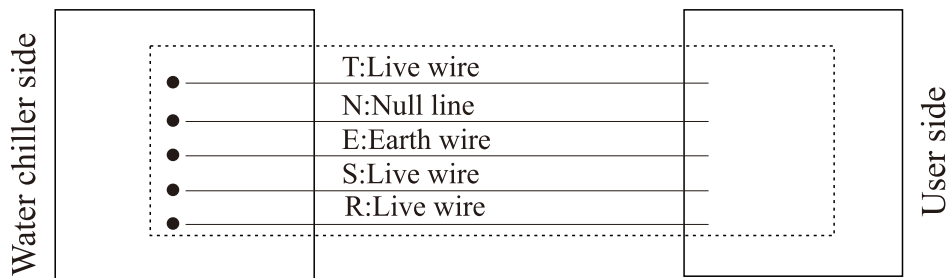 Water chiller side
T:Live wire
N:Null line
E:Earth wire
S:Live wire
R:Live wire
User side